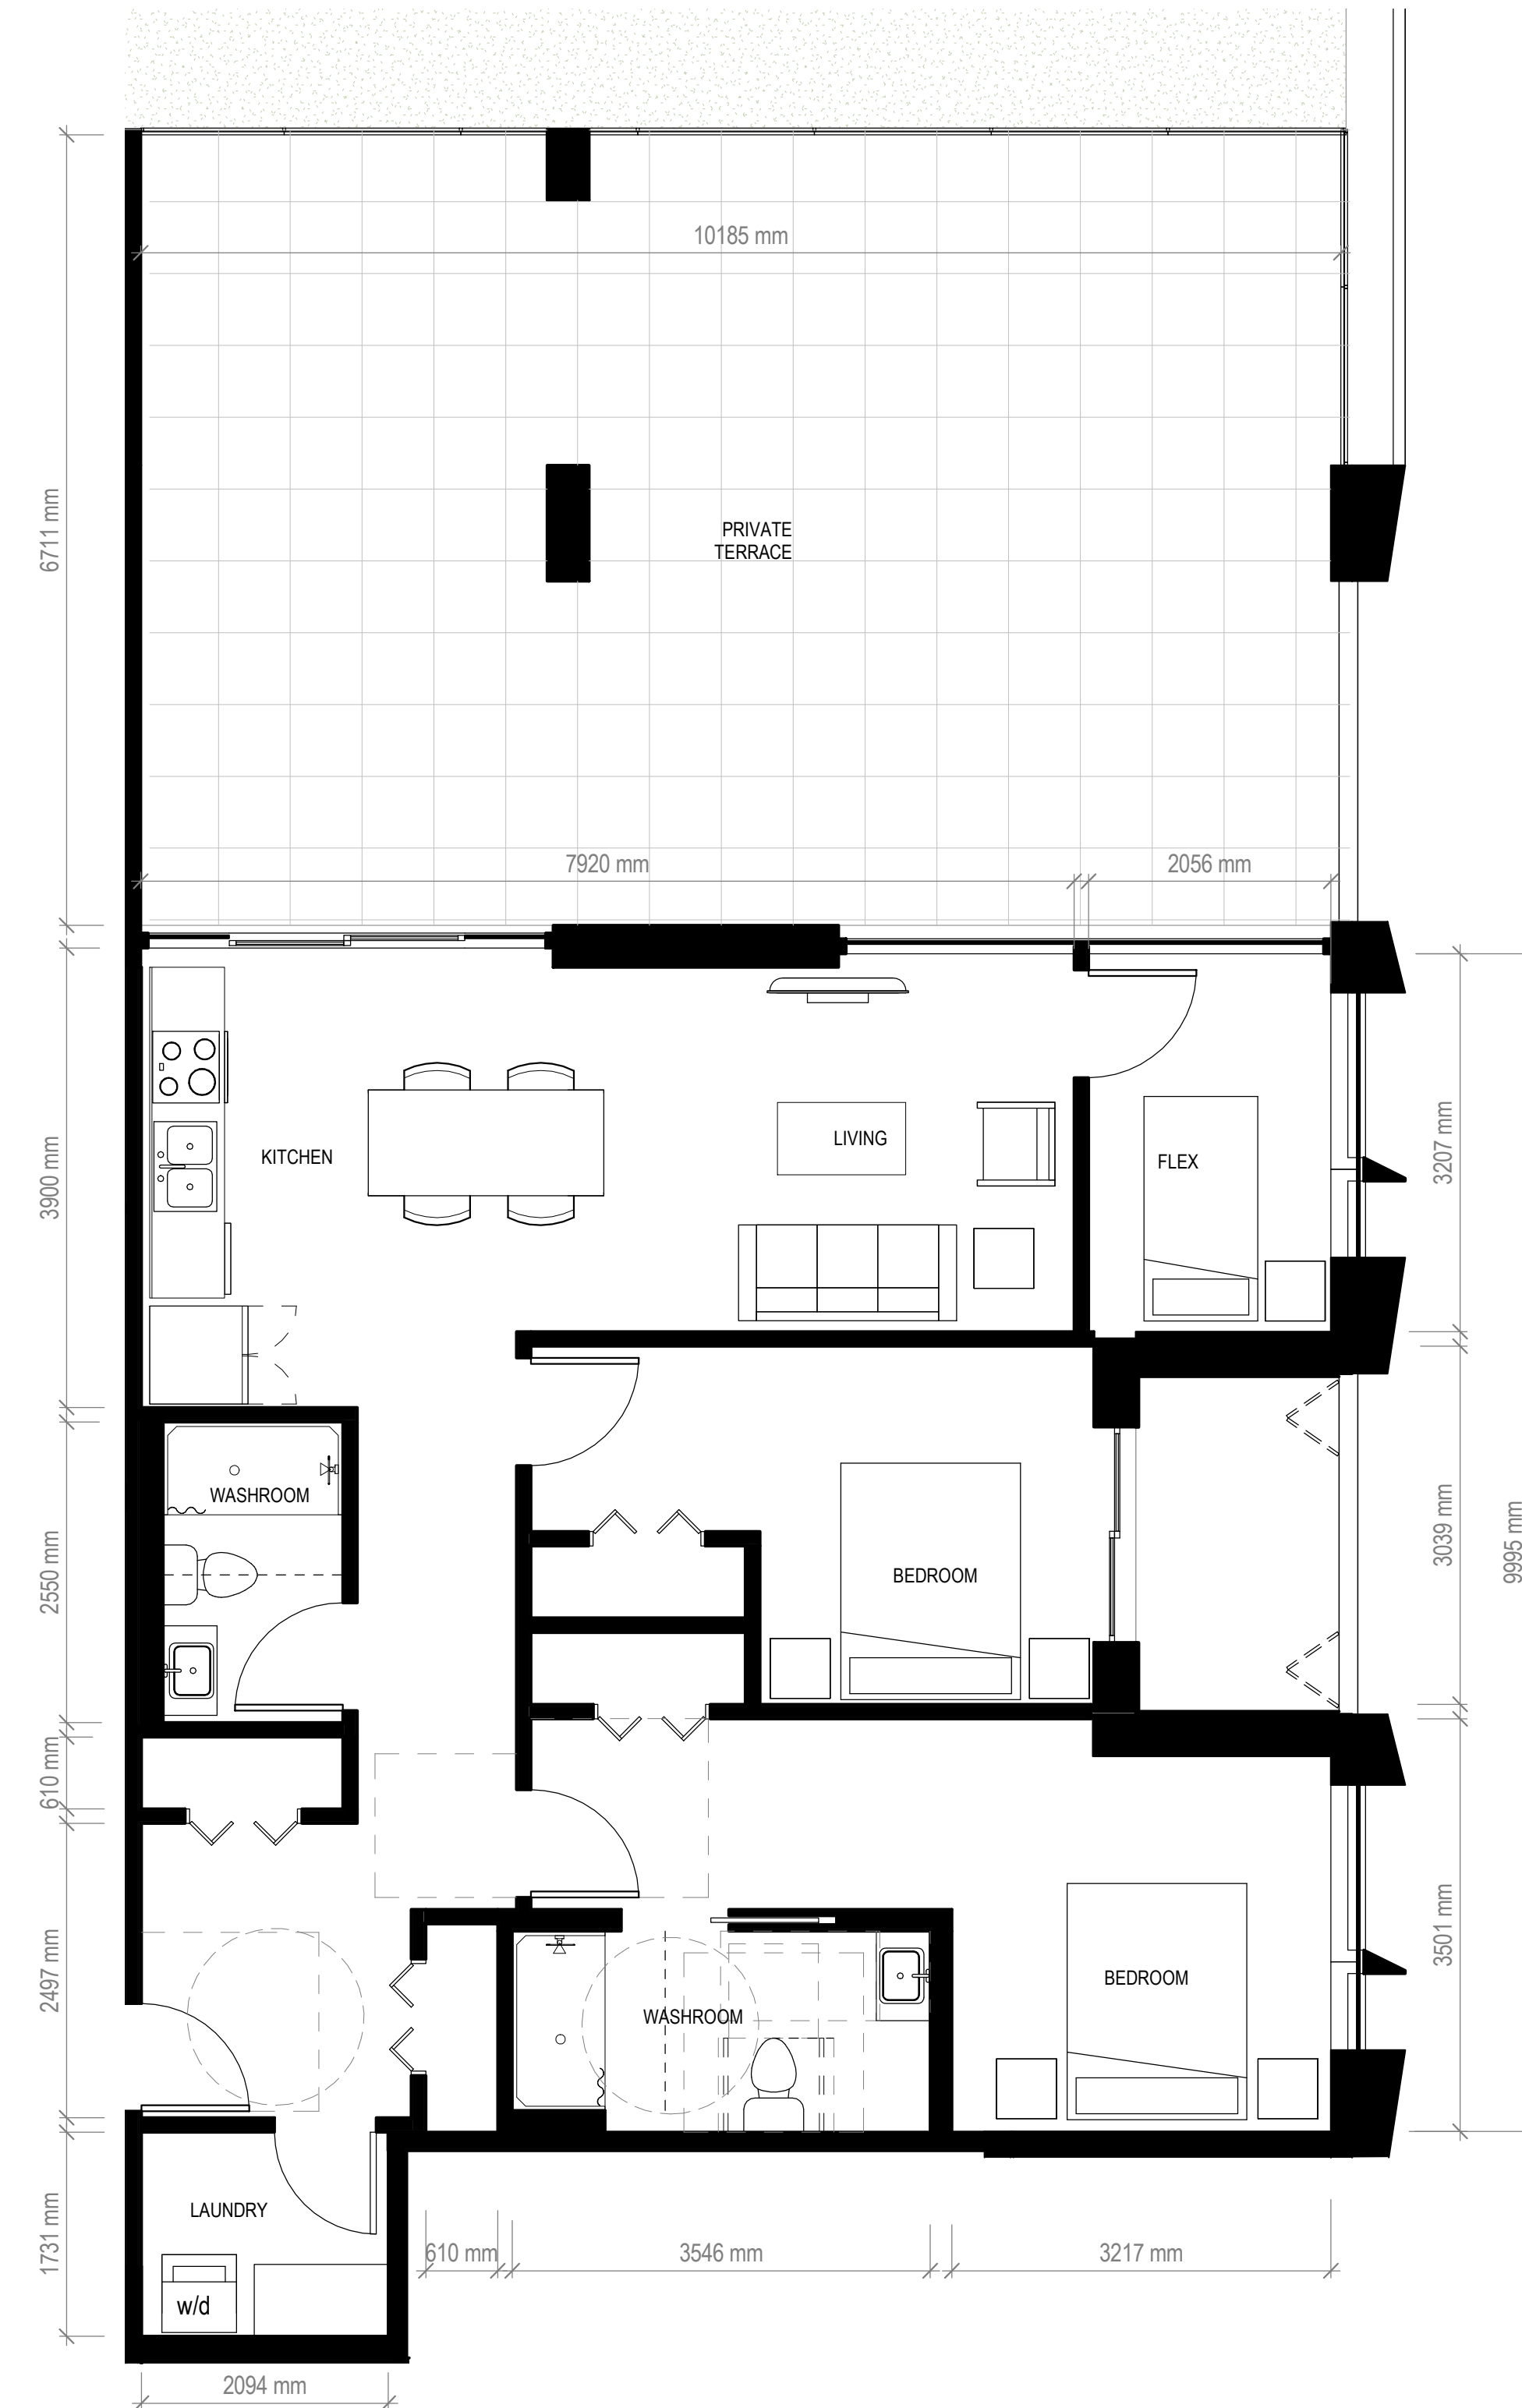 10185 mm
6711 mm
PRIVATE
TERRACE
7920 mm
2056 mm
3900 mm
KITCHEN
LIVING
FLEX
3207 mm
WASHROOM
2550 mm
BEDROOM
3039 mm
9995 mm
610 mm
2497 mm
WASHROOM
BEDROOM
3501 mm
LAUNDRY
1731 mm
w/d
610 mm
3546 mm
3217 mm
2094 mm